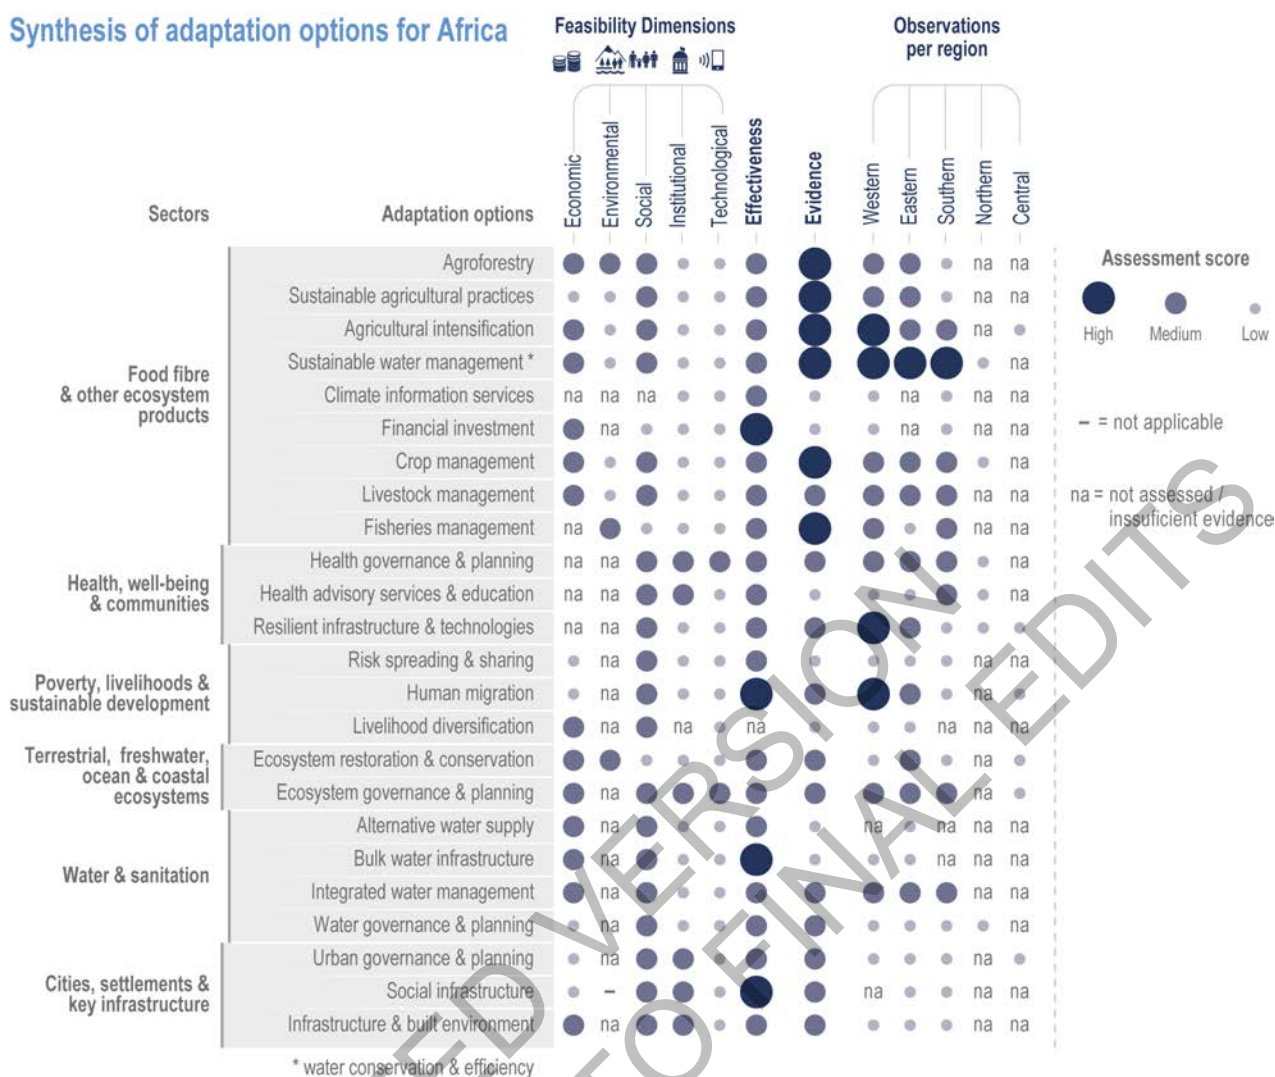 Synthesis of adaptation options for Africa
Feasibility Dimensions
Observations
per region
Sectors
Adaptation options
Economic
Environmental
Social
Institutional
Technological
Effectiveness
Evidence
Western
Eastern
Southern
Northern
Central
Food fibre
& other ecosystem
products
Agroforestry na na
Sustainable agricultural practices na na
Agricultural intensification na
Sustainable water management * na
Climate information services na na na na na na
Financial investment na na na na
Crop management na
Livestock management na na
Fisheries management na na na
Health, well-being
& communities
Health governance & planning na na na
Health advisory services & education na na na
Resilient infrastructure & technologies na na
Poverty, livelihoods &
sustainable development
Risk spreading & sharing na na na
Human migration na na
Livelihood diversification na na na na na na
Terrestrial, freshwater,
ocean & coastal
ecosystems
Ecosystem restoration & conservation na
Ecosystem governance & planning na na
Water & sanitation
Alternative water supply na na na na na
Bulk water infrastructure na na na na
Integrated water management na na na
Water governance & planning na na
Cities, settlements &
key infrastructure
Urban governance & planning na na
Social infrastructure – na na na
Infrastructure & built environment na na na
* water conservation & efficiency
Assessment score
High Medium Low
– = not applicable
na = not assessed /
inssuficient evidence
VERSION
TO FINAL EDITS